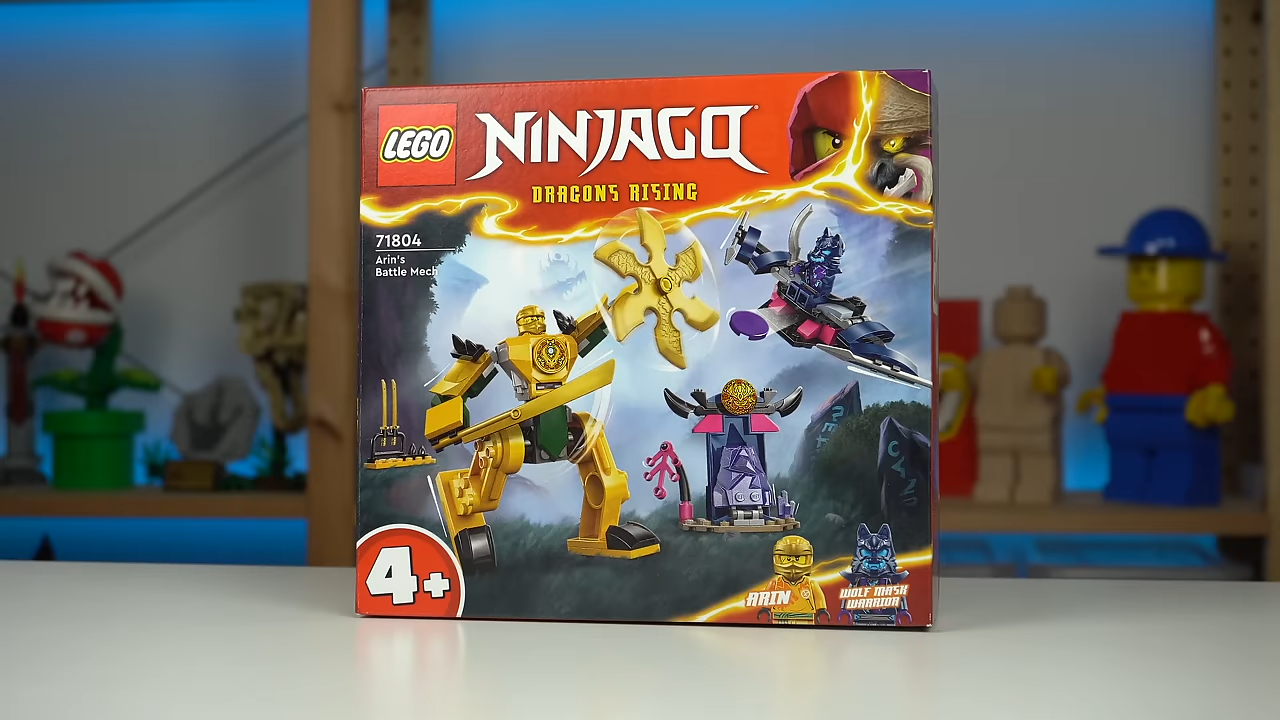 LEGO
NINJAGO
DRAGONS RISING
71804
Arin's
Battle Mech
4+
ARIN
WOLF MASK
WARRIOR